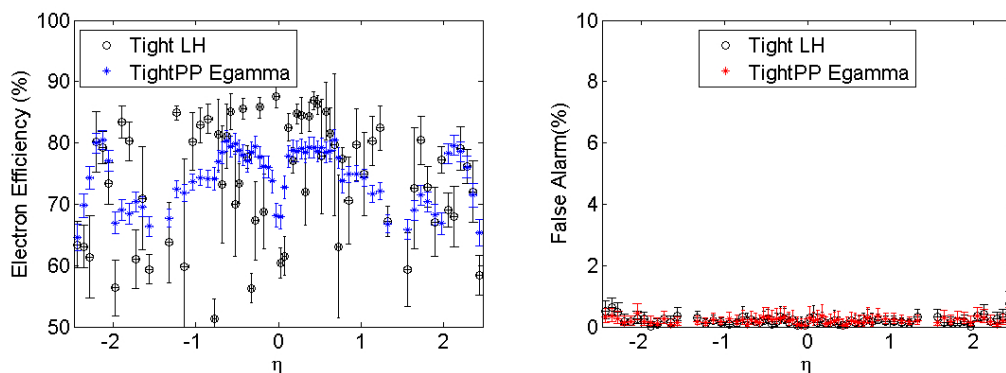 100
90
80
70
60
50
Electron Efficiency (%)
Tight LH
TightPP Egamma
-2 -1 0 1 2
η
10
8
6
4
2
0
False Alarm(%)
Tight LH
TightPP Egamma
-2 -1 0 1 2
η